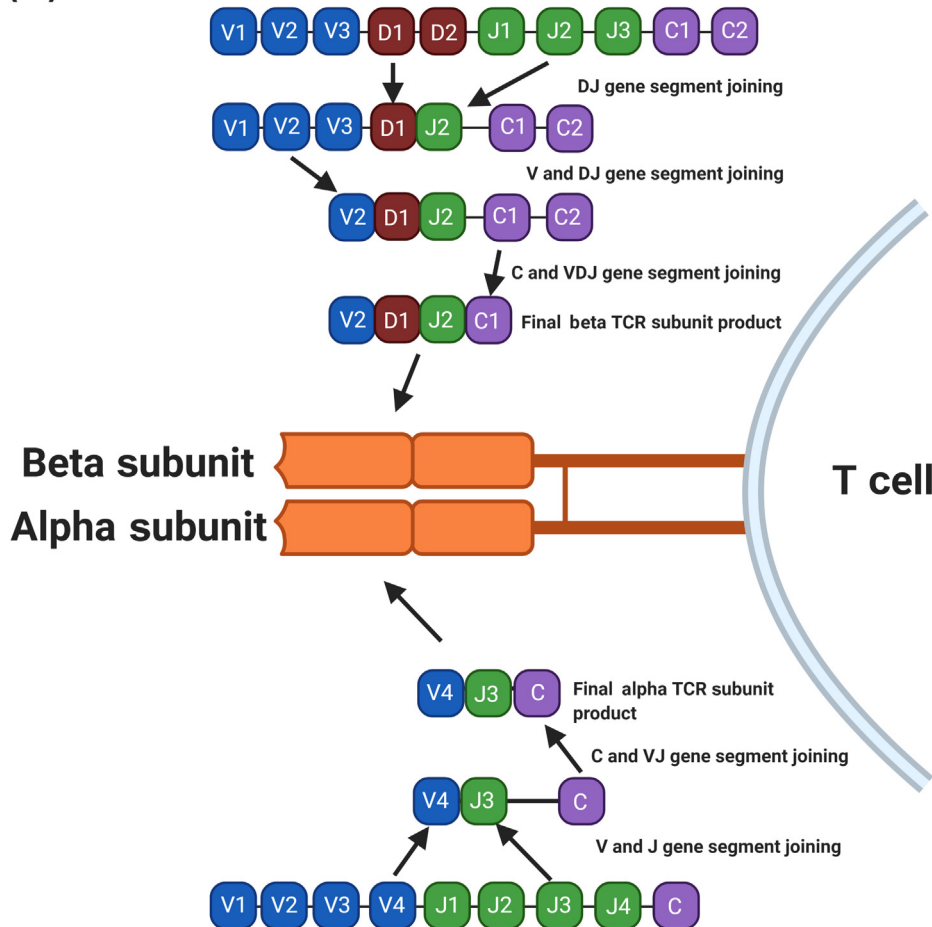 V1 V2 V3 D1 D2 J1 J2 J3 C1 C2
DJ gene segment joining
V1 V2 V3 D1 J2 C1 C2
V and DJ gene segment joining
V2 D1 J2 C1 C2
C and VDJ gene segment joining
V2 D1 J2 C1 Final beta TCR subunit product
Beta subunit
T cell
Alpha subunit
V4 J3 C Final alpha TCR subunit
product
C and VJ gene segment joining
V4 J3 C
V and J gene segment joining
V1 V2 V3 V4 J1 J2 J3 J4 C